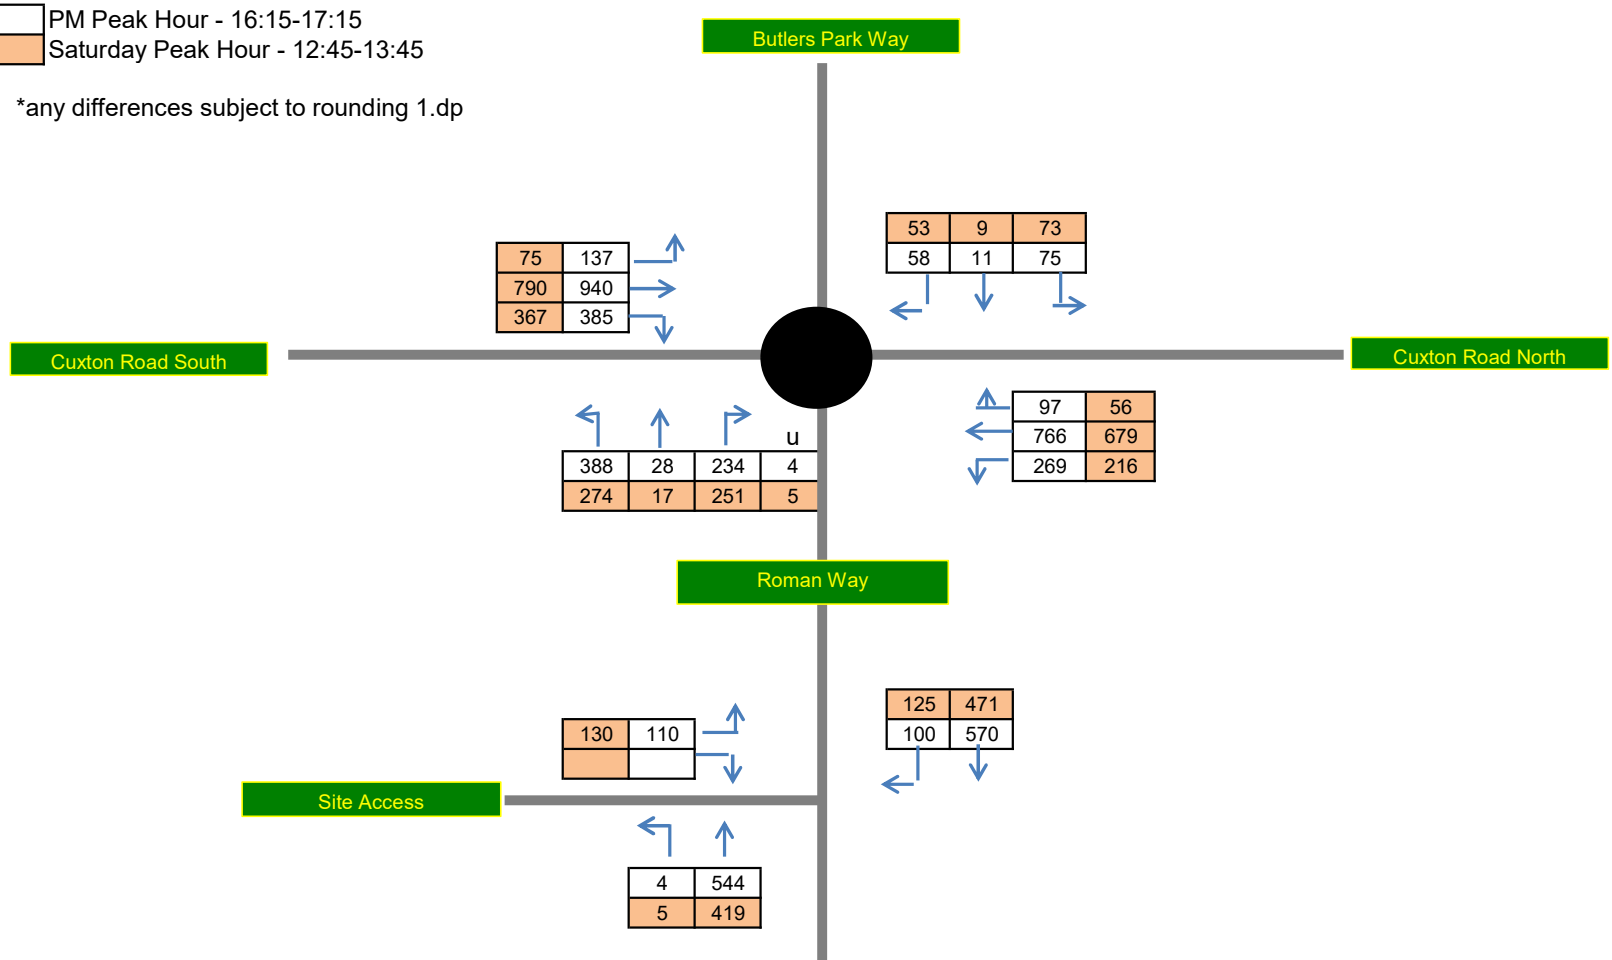 PM Peak Hour - 16:15-17:15
Saturday Peak Hour - 12:45-13:45
*any differences subject to rounding 1.dp
Butlers Park Way
53 9 73
58 11 75
75 137
790 940
367 385
Cuxton Road South
Cuxton Road North
97 56
766 679
269 216
u
388 28 234 4
274 17 251 5
Roman Way
125 471
100 570
130 110
Site Access
4 544
5 419